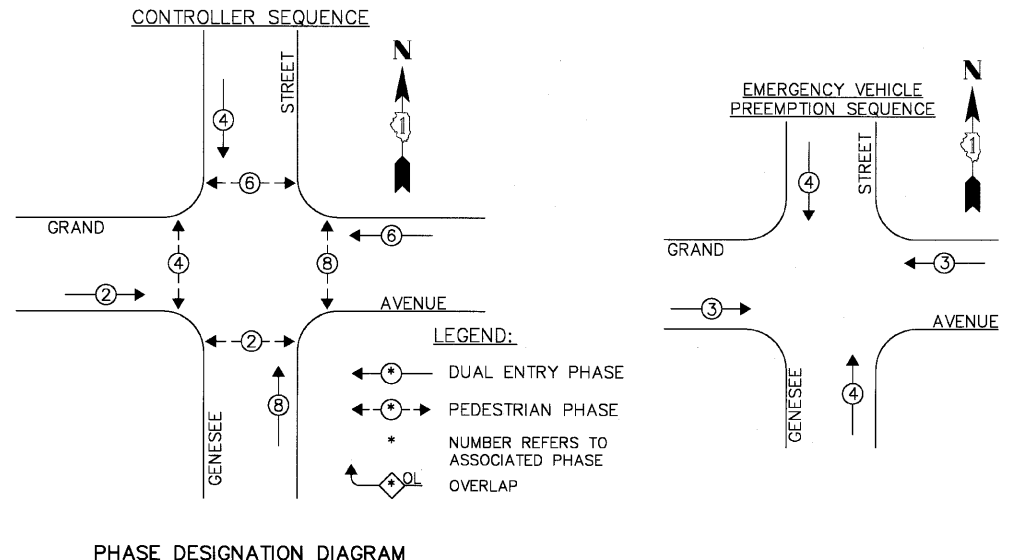 CONTROLLER SEQUENCE
N
1
STREET
4
6
GRAND
6
4
8
2
AVENUE
2
8
GENESEE
LEGEND:
* DUAL ENTRY PHASE
* PEDESTRIAN PHASE
* NUMBER REFERS TO
ASSOCIATED PHASE
* OL OVERLAP
PHASE DESIGNATION DIAGRAM
N
1
EMERGENCY VEHICLE
PREEMPTION SEQUENCE
STREET
4
GRAND
3
3
AVENUE
4
GENESEE